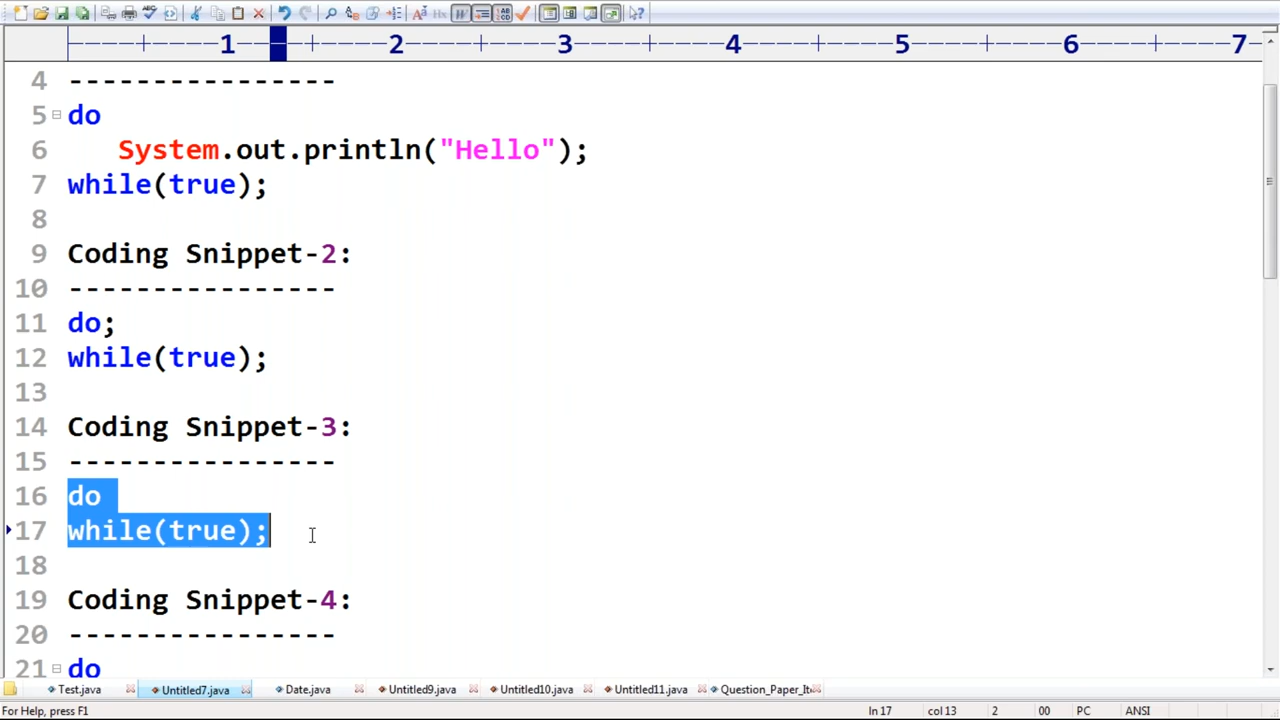 1 2 3 4 5 6 7
4 ----------------
5 do
6 System.out.println("Hello");
7 while(true);
8
9 Coding Snippet-2:
10 ----------------
11 do;
12 while(true);
13
14 Coding Snippet-3:
15 ----------------
16 do
17 while(true);
18
19 Coding Snippet-4:
20 ----------------
21 do
Test.java Untitled7.java Date.java Untitled9.java Untitled10.java Untitled11.java
For Help, press F1 ln 17 col 13 2 00 PC ANSI